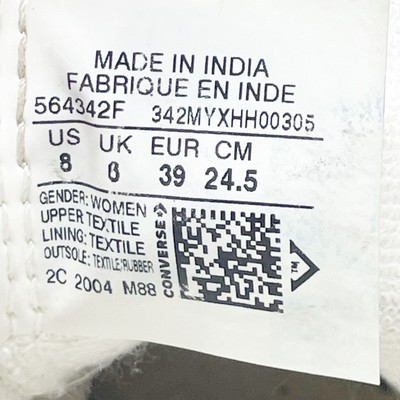 MADE IN INDIA
FABRIQUE EN INDE
564342F 342MYXHH00305
US UK EUR CM
8 6 39 24.5
GENDER: WOMEN
UPPER TEXTILE
LINING: TEXTILE
OUTSOLE: TEXTILE/RUBBER
2C 2004 M88
CONVERSE